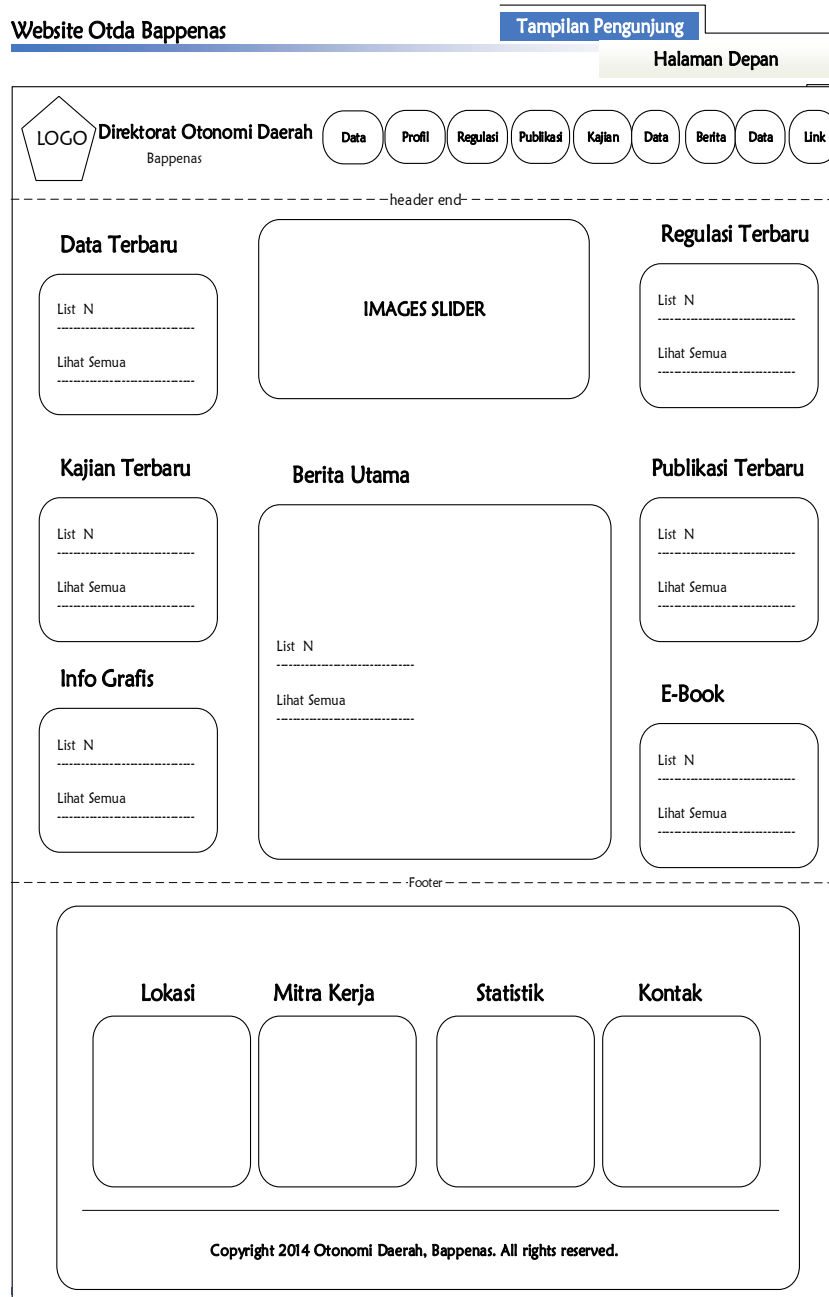 Website Otda Bappenas
Tampilan Pengunjung
Halaman Depan
LOGO
Direktorat Otonomi Daerah
Bappenas
Data
Profil
Regulasi
Publikasi
Kajian
Data
Berita
Data
Link
header end
Data Terbaru
List N
Lihat Semua
IMAGES SLIDER
Regulasi Terbaru
List N
Lihat Semua
Kajian Terbaru
List N
Lihat Semua
Berita Utama
List N
Lihat Semua
Publikasi Terbaru
List N
Lihat Semua
Info Grafis
List N
Lihat Semua
E-Book
List N
Lihat Semua
Footer
Lokasi
Mitra Kerja
Statistik
Kontak
Copyright 2014 Otonomi Daerah, Bappenas. All rights reserved.